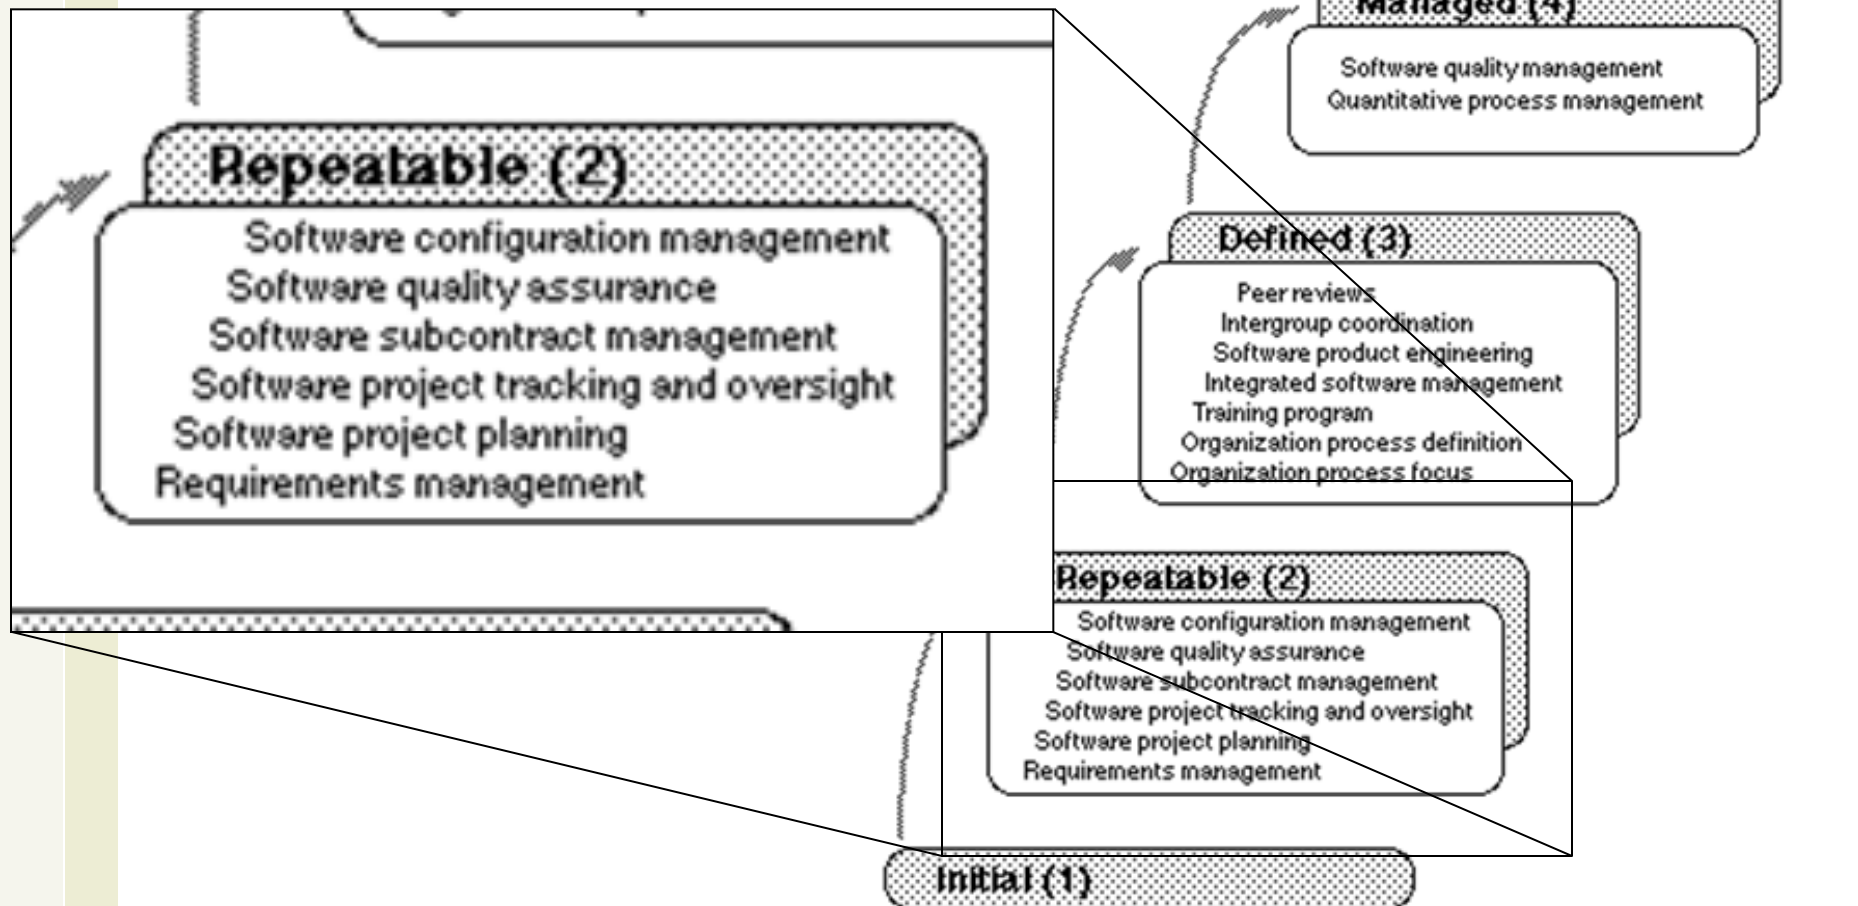 Repeatable (2)
Software configuration management
Software quality assurance
Software subcontract management
Software project tracking and oversight
Software project planning
Requirements management
Managed (4)
Software quality management
Quantitative process management
Defined (3)
Peer reviews
Intergroup coordination
Software product engineering
Integrated software management
Training program
Organization process definition
Organization process focus
Repeatable (2)
Software configuration management
Software quality assurance
Software subcontract management
Software project tracking and oversight
Software project planning
Requirements management
Initial (1)